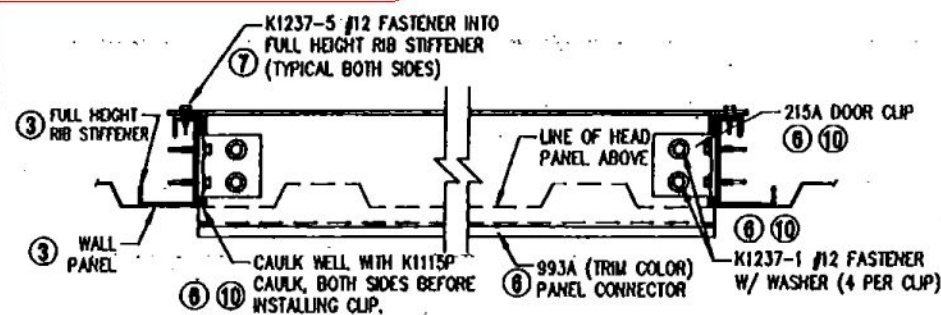 K1237-5 #12 FASTENER INTO
FULL HEIGHT RIB STIFFENER
(TYPICAL BOTH SIDES)
7
3
FULL HEIGHT
RIB STIFFENER
LINE OF HEAD
PANEL ABOVE
215A DOOR CLIP
6 10
3
WALL
PANEL
6 10
CAULK WELL WITH K1115P
CAULK, BOTH SIDES BEFORE
INSTALLING CLIP.
6
993A (TRIM COLOR)
PANEL CONNECTOR
6 10
K1237-1 #12 FASTENER
W/ WASHER (4 PER CLIP)